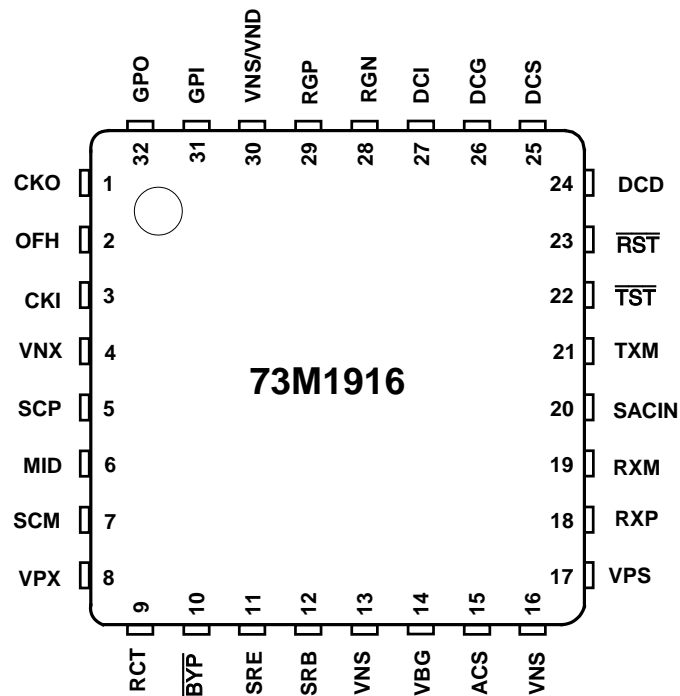 GPO GPI VNS/VND RGP RGN DCI DCG DCS
32 31 30 29 28 27 26 25
CKO 1 24 DCD
OFH 2 23 R̅S̅T̅
CKI 3 22 T̅S̅T̅
VNX 4 21 TXM
73M1916
SCP 5 20 SACIN
MID 6 19 RXM
SCM 7 18 RXP
VPX 8 17 VPS
9 10 11 12 13 14 15 16
RCT B̅Y̅P̅ SRE SRB VNS VBG ACS VNS